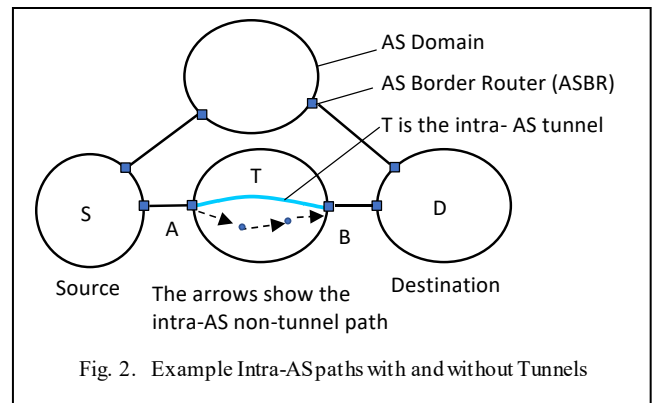 AS Domain
AS Border Router (ASBR)
T is the intra- AS tunnel
T
S
D
A
B
Source
Destination
The arrows show the
intra-AS non-tunnel path
Fig. 2. Example Intra-AS paths with and without Tunnels